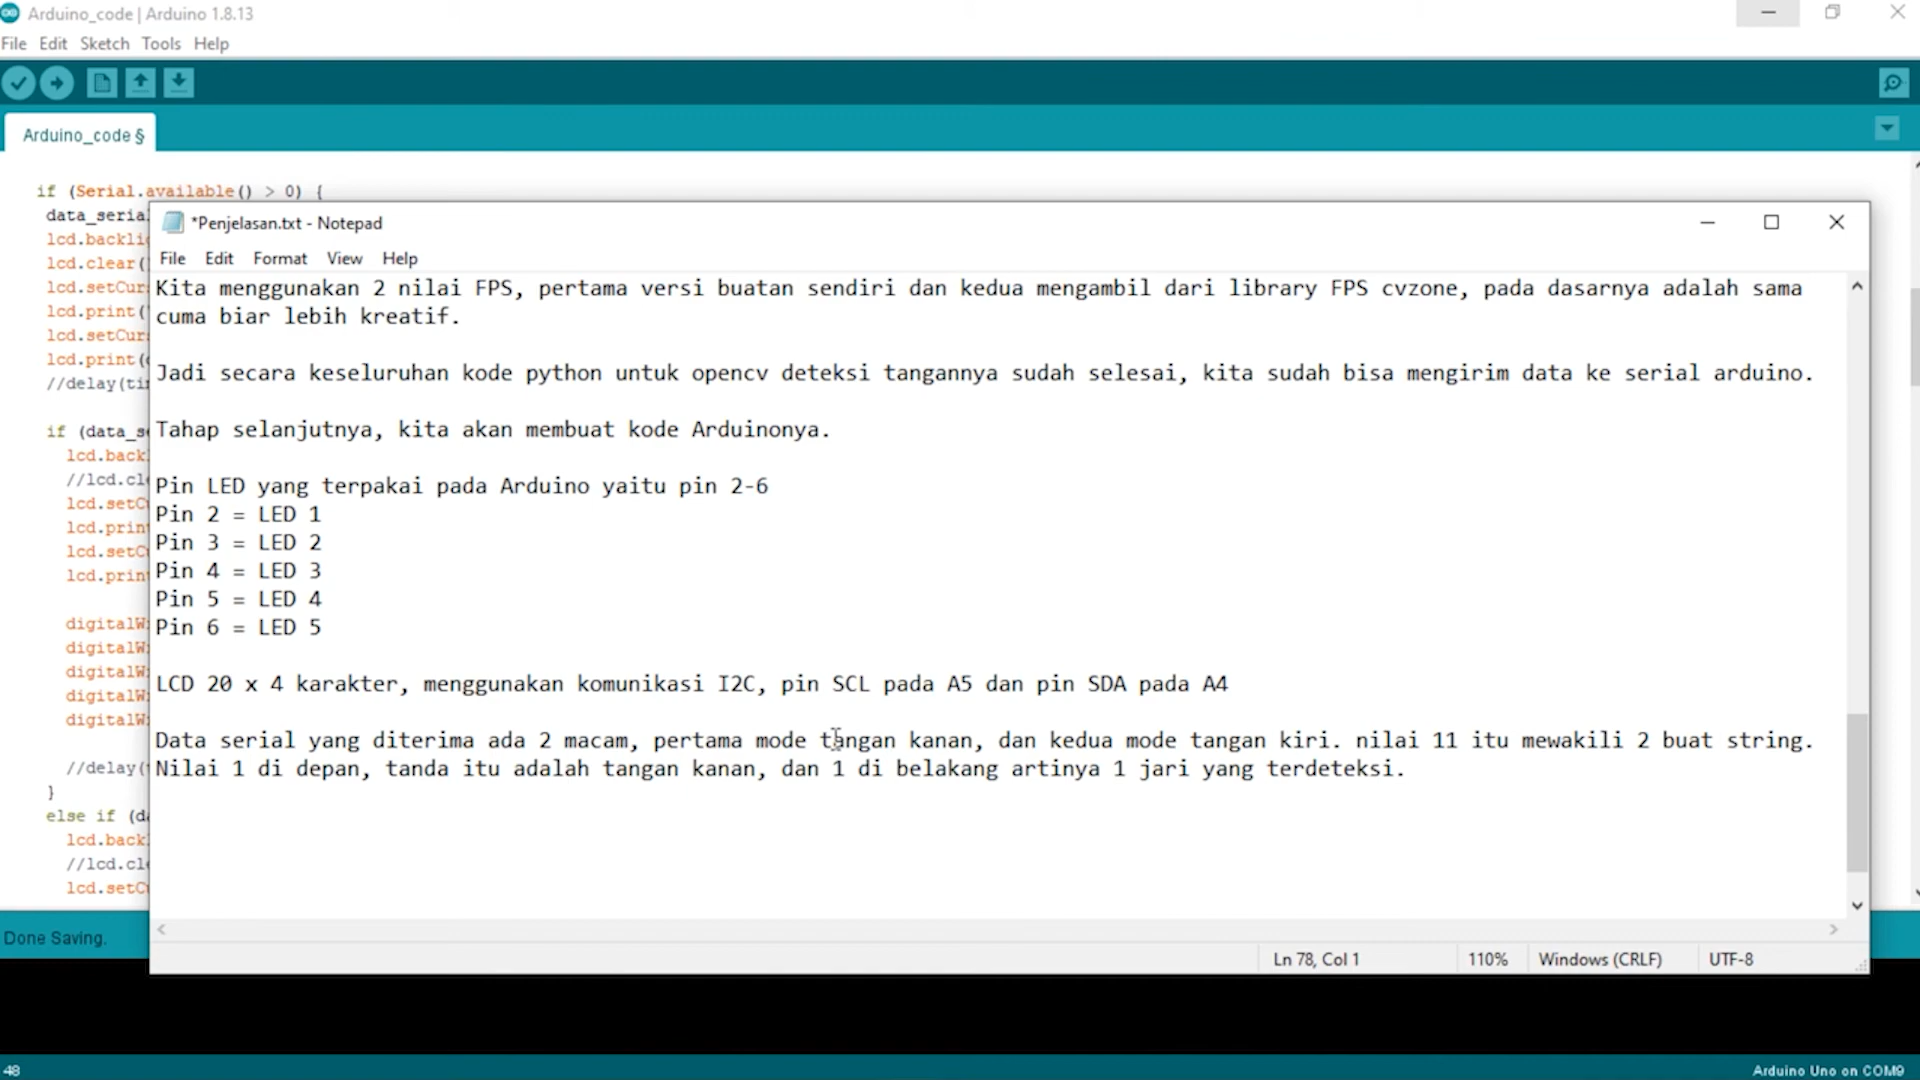 Arduino_code | Arduino 1.8.13
File Edit Sketch Tools Help
Arduino_code §
if (Serial.available() > 0) {
lcd.clear(
lcd.print(
if
//lcd.
}
else if
//lcd.
*Penjelasan.txt - Notepad
File Edit Format View Help
Kita menggunakan 2 nilai FPS, pertama versi buatan sendiri dan kedua mengambil dari library FPS cvzone, pada dasarnya adalah sama
cuma biar lebih kreatif.
Jadi secara keseluruhan kode python untuk opencv deteksi tangannya sudah selesai, kita sudah bisa mengirim data ke serial arduino.
Tahap selanjutnya, kita akan membuat kode Arduinonya.
Pin LED yang terpakai pada Arduino yaitu pin 2-6
Pin 2 = LED 1
Pin 3 = LED 2
Pin 4 = LED 3
Pin 5 = LED 4
Pin 6 = LED 5
LCD 20 x 4 karakter, menggunakan komunikasi I2C, pin SCL pada A5 dan pin SDA pada A4
Data serial yang diterima ada 2 macam, pertama mode tangan kanan, dan kedua mode tangan kiri. nilai 11 itu mewakili 2 buat string.
Nilai 1 di depan, tanda itu adalah tangan kanan, dan 1 di belakang artinya 1 jari yang terdeteksi.
Ln 78, Col 1 110% Windows (CRLF) UTF-8
Done Saving.
48
Arduino Uno on COM9